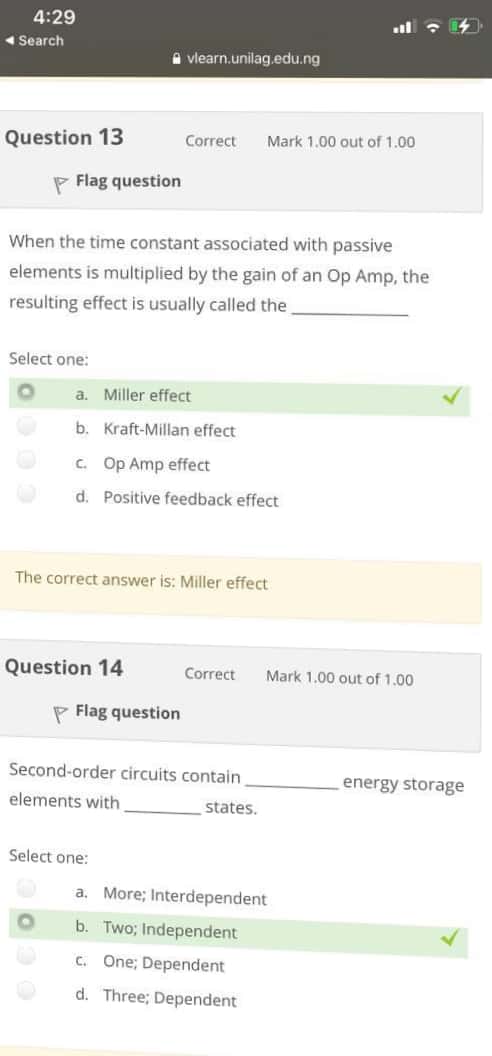 4:29
◀ Search
vlearn.unilag.edu.ng
Question 13 Correct Mark 1.00 out of 1.00
Flag question
When the time constant associated with passive
elements is multiplied by the gain of an Op Amp, the
resulting effect is usually called the ____________
Select one:
a. Miller effect
b. Kraft-Millan effect
c. Op Amp effect
d. Positive feedback effect
The correct answer is: Miller effect
Question 14 Correct Mark 1.00 out of 1.00
Flag question
Second-order circuits contain __________ energy storage
elements with ________ states.
Select one:
a. More; Interdependent
b. Two; Independent
c. One; Dependent
d. Three; Dependent